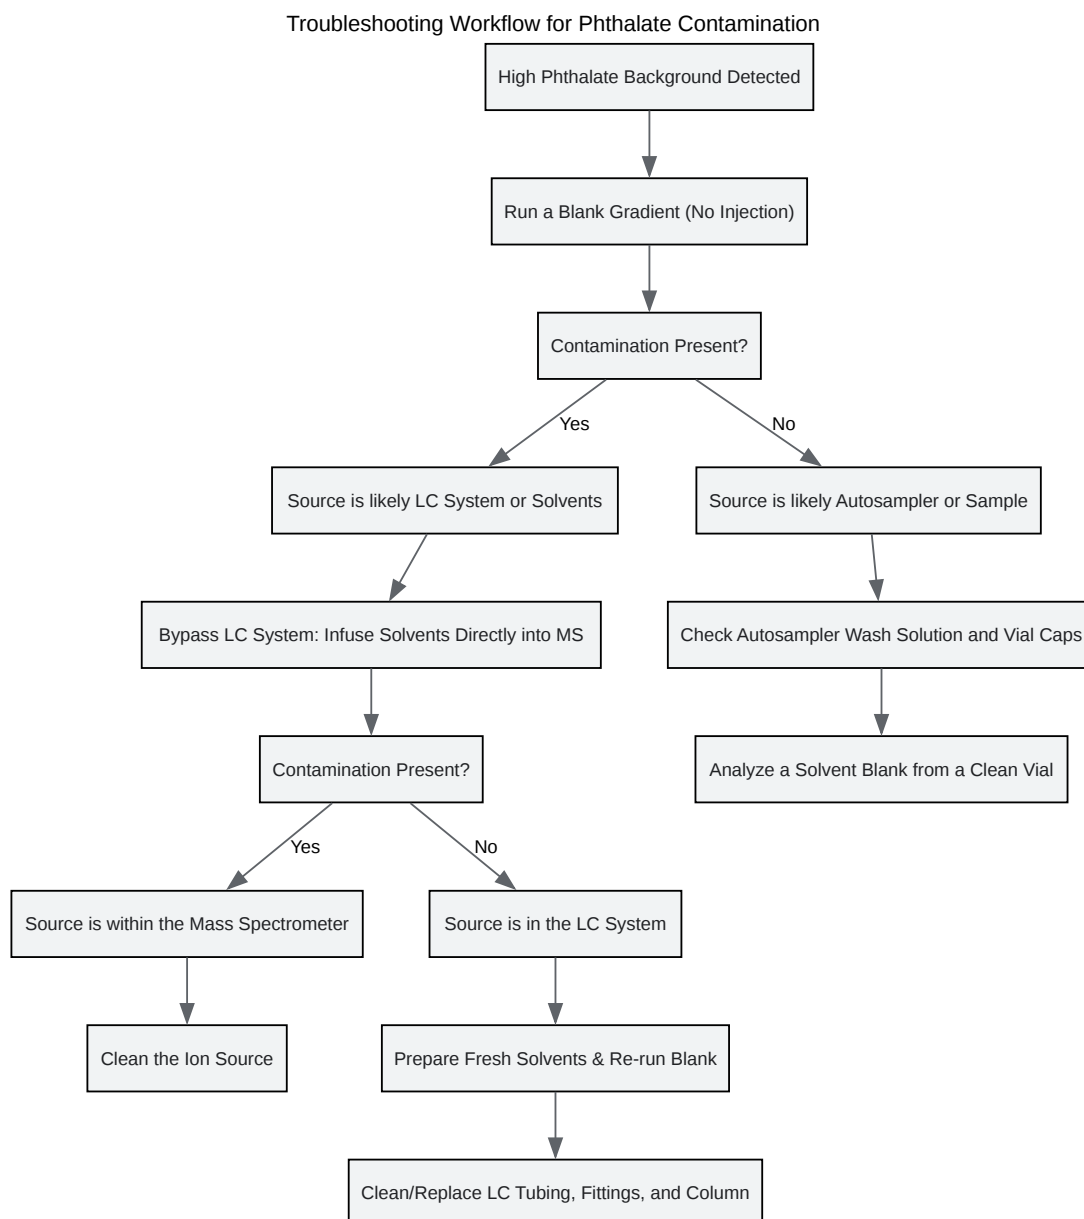 Troubleshooting Workflow for Phthalate Contamination
High Phthalate Background Detected
Run a Blank Gradient (No Injection)
Contamination Present?
Yes
No
Source is likely LC System or Solvents
Source is likely Autosampler or Sample
Bypass LC System: Infuse Solvents Directly into MS
Check Autosampler Wash Solution and Vial Caps
Contamination Present?
Analyze a Solvent Blank from a Clean Vial
Yes
No
Source is within the Mass Spectrometer
Source is in the LC System
Clean the Ion Source
Prepare Fresh Solvents & Re-run Blank
Clean/Replace LC Tubing, Fittings, and Column